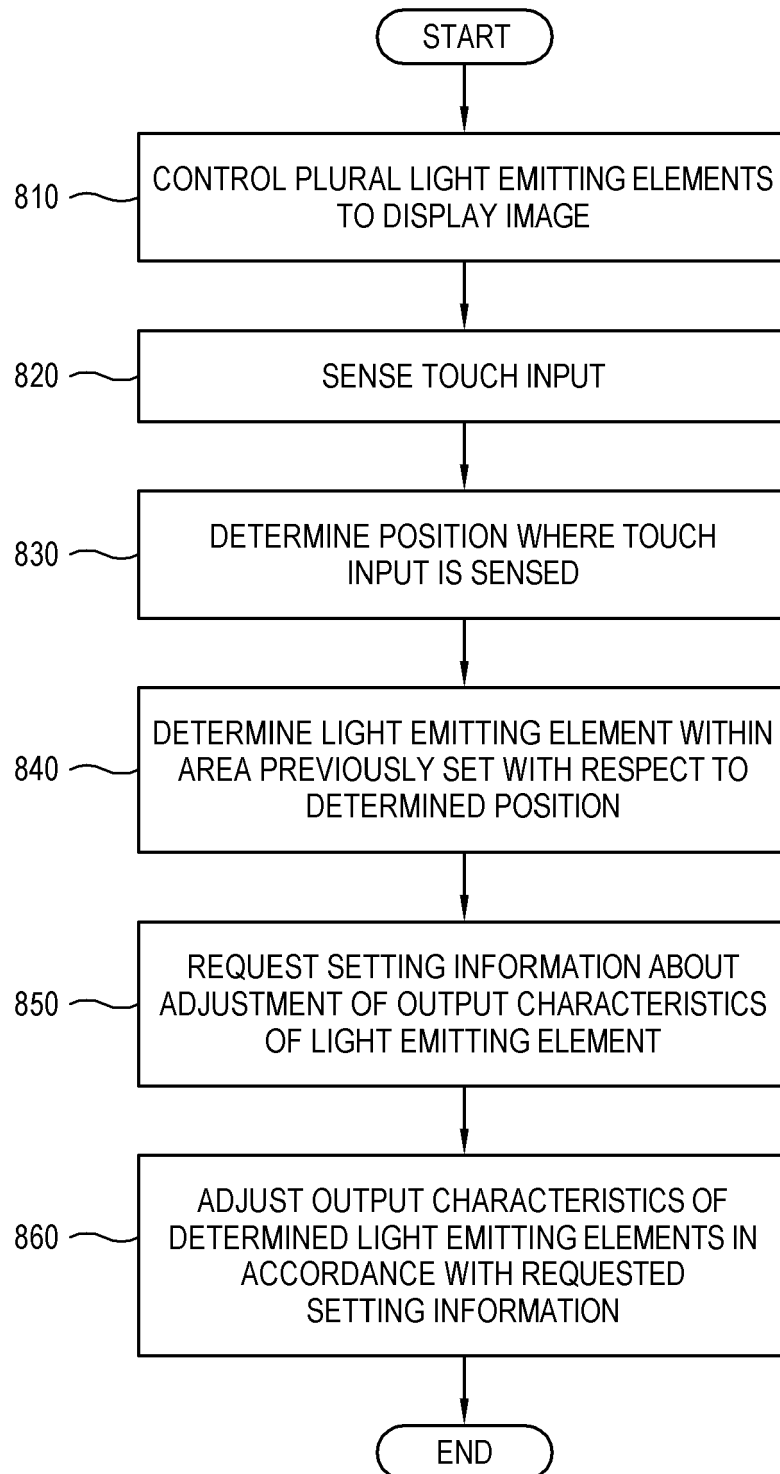 START
810
CONTROL PLURAL LIGHT EMITTING ELEMENTS
TO DISPLAY IMAGE
820
SENSE TOUCH INPUT
830
DETERMINE POSITION WHERE TOUCH
INPUT IS SENSED
840
DETERMINE LIGHT EMITTING ELEMENT WITHIN
AREA PREVIOUSLY SET WITH RESPECT TO
DETERMINED POSITION
850
REQUEST SETTING INFORMATION ABOUT
ADJUSTMENT OF OUTPUT CHARACTERISTICS
OF LIGHT EMITTING ELEMENT
860
ADJUST OUTPUT CHARACTERISTICS OF
DETERMINED LIGHT EMITTING ELEMENTS IN
ACCORDANCE WITH REQUESTED
SETTING INFORMATION
END